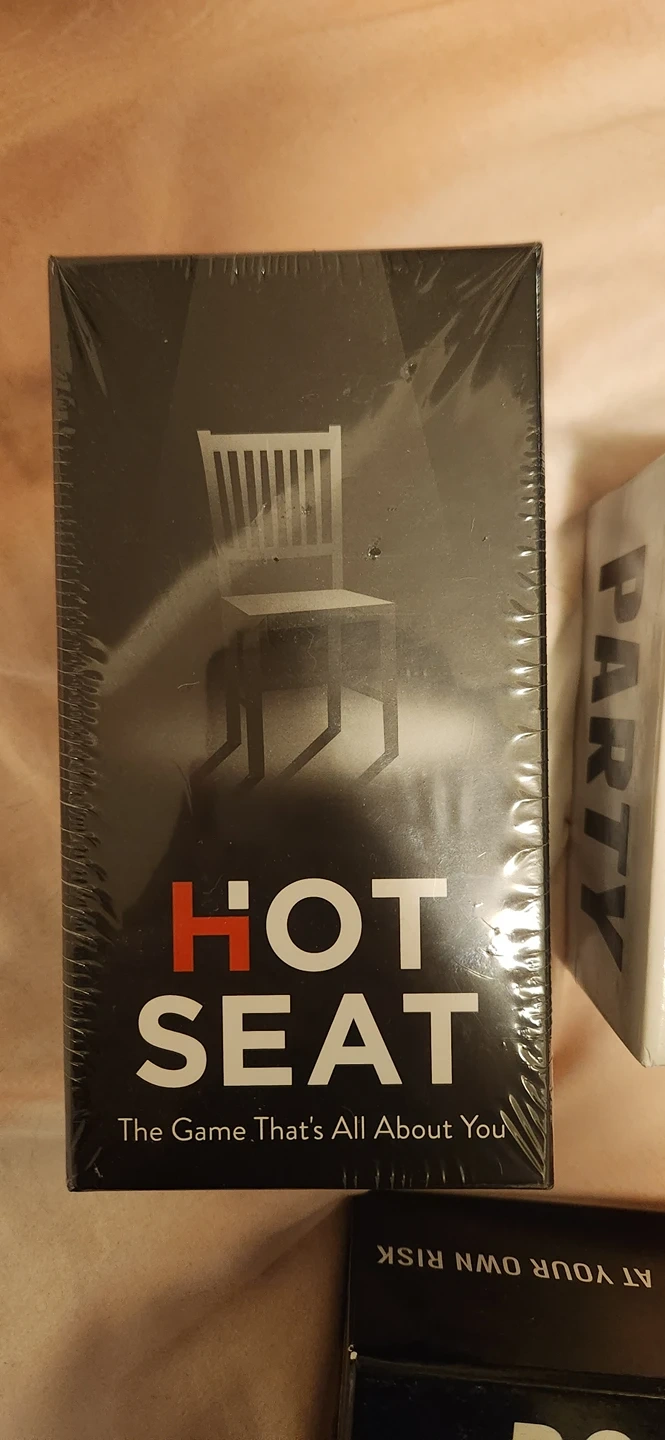 HOT
SEAT
The Game That's All About You
PARTY
AT YOUR OWN RISK